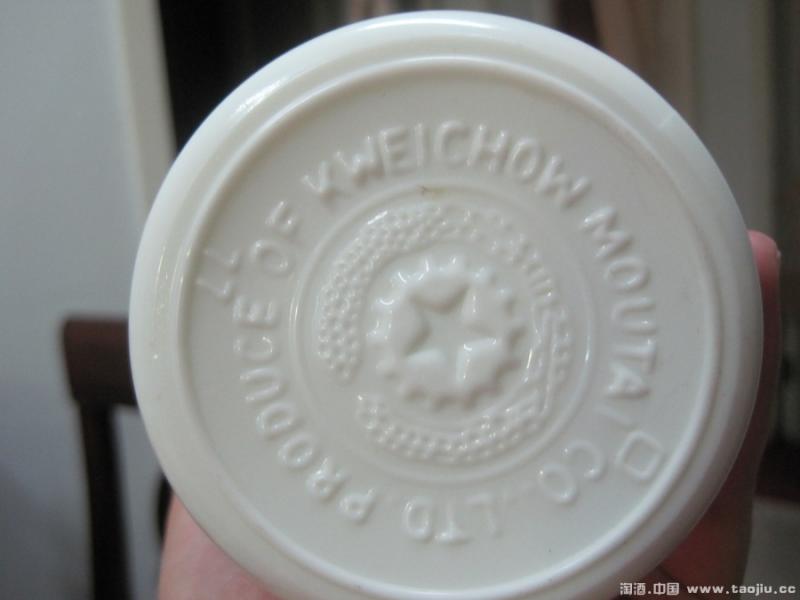 PRODUCE OF KWEICHOW MOUTAI CO.,LTD.
淘酒.中国 www.taojiu.cc